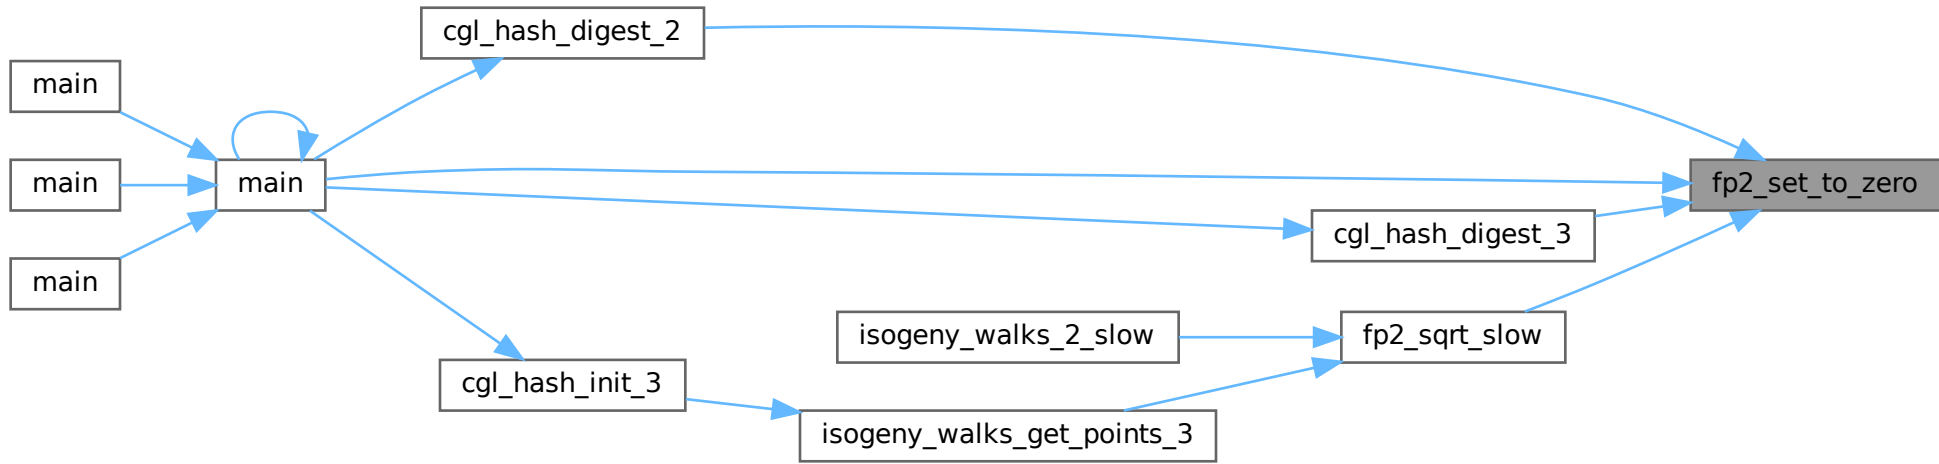 cgl_hash_digest_2
main
main
main
main
fp2_set_to_zero
cgl_hash_digest_3
isogeny_walks_2_slow
fp2_sqrt_slow
cgl_hash_init_3
isogeny_walks_get_points_3